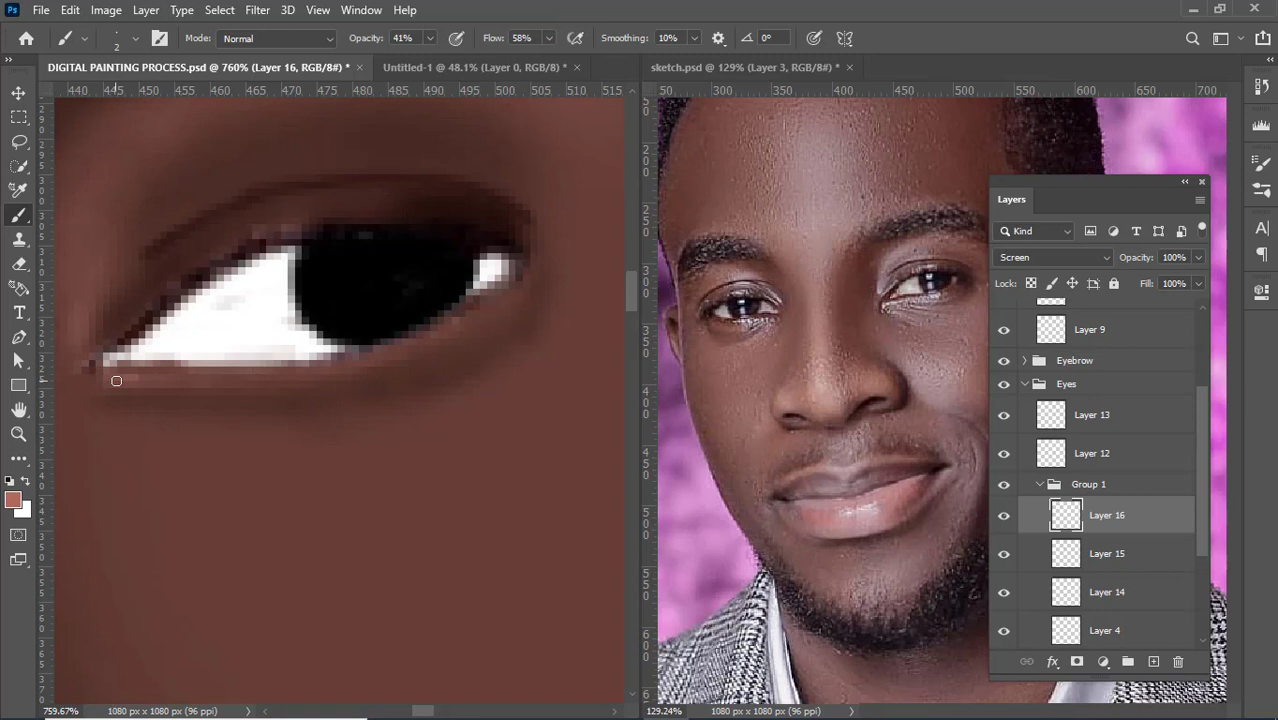 Ps File Edit Image Layer Type Select Filter 3D View Window Help
2 Mode: Normal Opacity: 41% Flow: 58% Smoothing: 10% 0°
DIGITAL PAINTING PROCESS.psd @ 760% (Layer 16, RGB/8#) * × Untitled-1 @ 48.1% (Layer 0, RGB/8) * × sketch.psd @ 129% (Layer 3, RGB/8#) * ×
440 445 450 455 460 465 470 475 480 485 490 495 500 505 510 515
50 300 350 400 450 500 550 600 650 700
Layers
Kind
Screen Opacity: 100%
Lock: Fill: 100%
Layer 9
Eyebrow
Eyes
Layer 13
Layer 12
Group 1
Layer 16
Layer 15
Layer 14
Layer 4
759.67% 1080 px x 1080 px (96 ppi)
129.24% 1080 px x 1080 px (96 ppi)